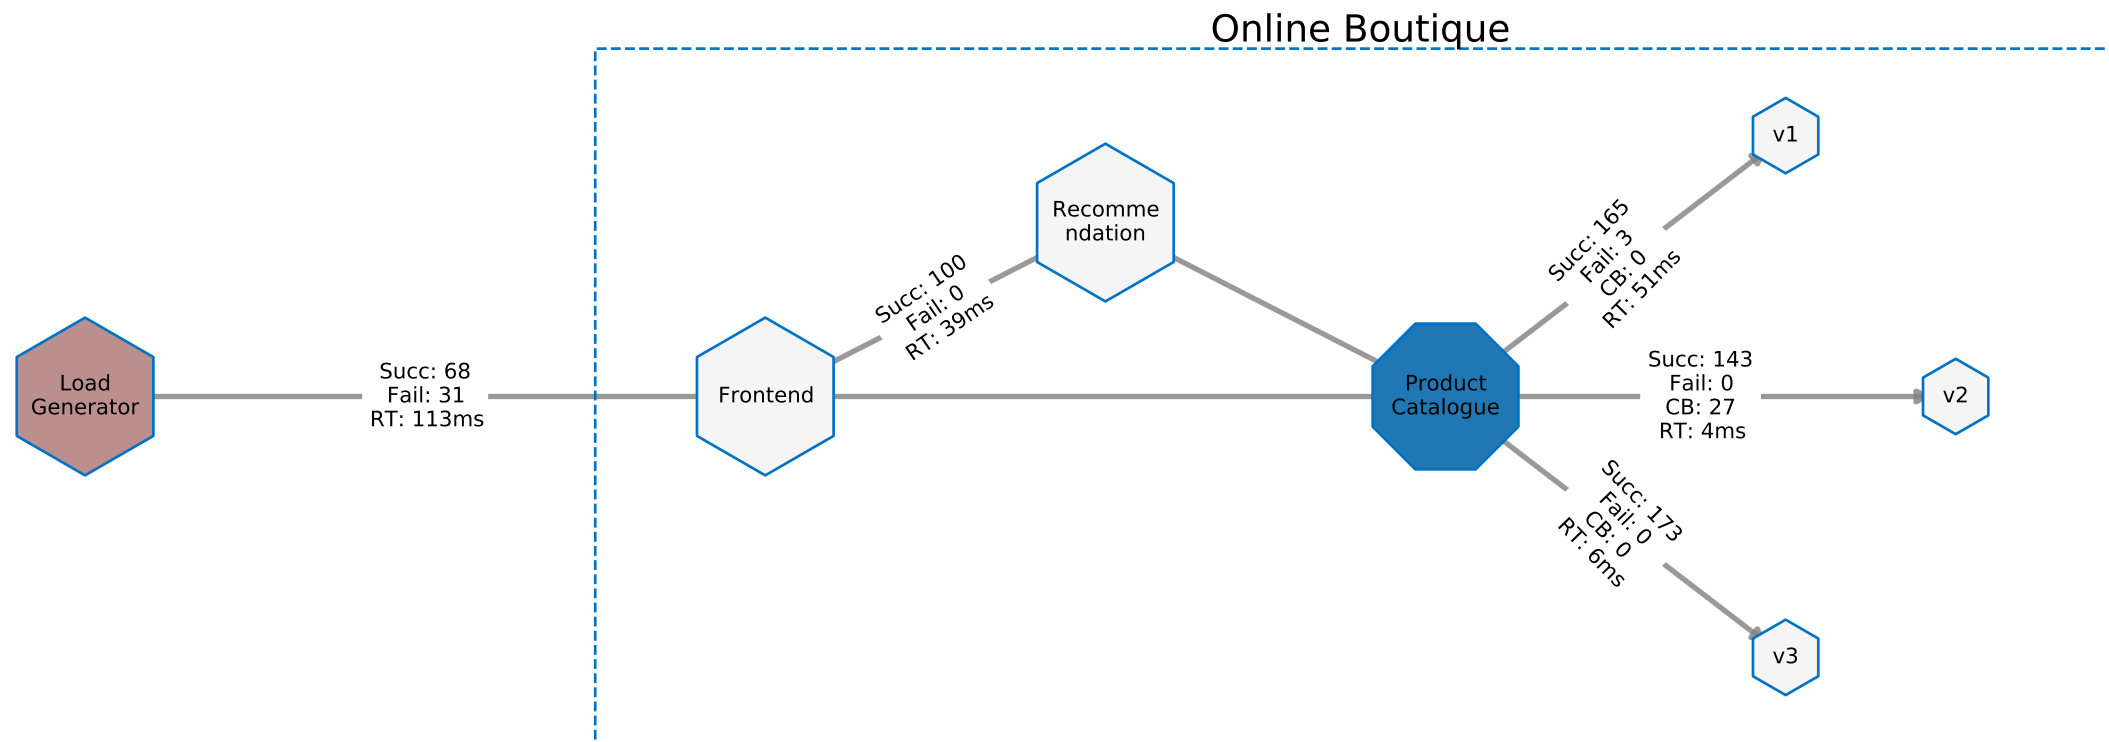 Online Boutique
v1
Recomme
ndation
Succ: 165
Fail: 3
CB: 0
RT: 51ms
Succ: 100
Fail: 0
RT: 39ms
Load
Generator
Succ: 68
Fail: 31
RT: 113ms
Frontend
Product
Catalogue
Succ: 143
Fail: 0
CB: 27
RT: 4ms
v2
Succ: 173
Fail: 0
CB: 0
RT: 6ms
v3